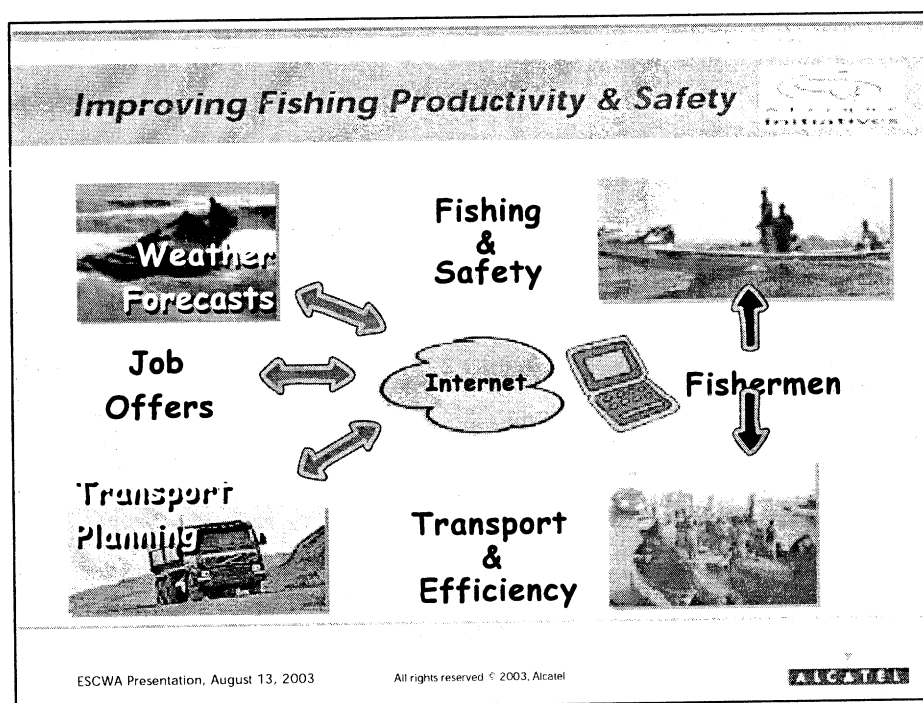 Improving Fishing Productivity & Safety
Initiatives
Weather
Forecasts
Fishing
&
Safety
Job
Offers
Internet
Fishermen
Transport
Planning
Transport
&
Efficiency
ESCWA Presentation, August 13, 2003
All rights reserved © 2003, Alcatel
ALCATEL